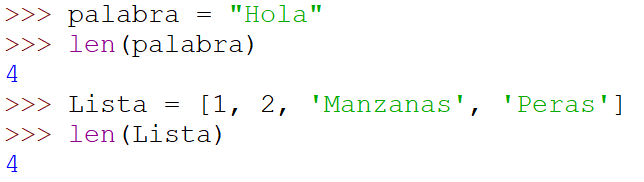 >>> palabra = "Hola"
>>> len(palabra)
4
>>> Lista = [1, 2, 'Manzanas', 'Peras']
>>> len(Lista)
4